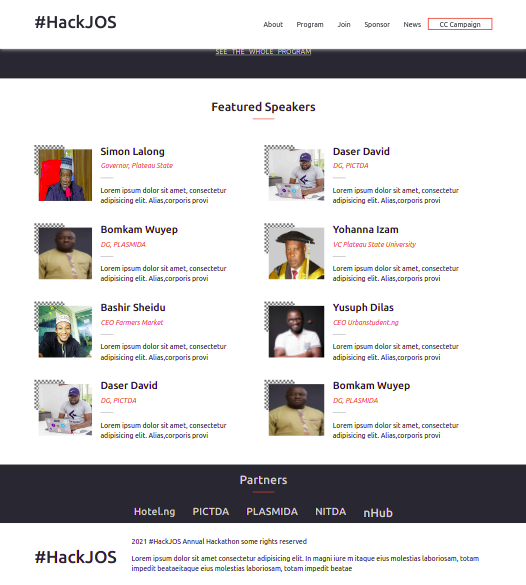 #HackJOS
About Program Join Sponsor News CC Campaign
SEE THE WHOLE PROGRAM
Featured Speakers
Simon Lalong
Governor, Plateau State
Lorem ipsum dolor sit amet, consectetur
adipisicing elit. Alias,corporis provi
Daser David
DG, PICTDA
Lorem ipsum dolor sit amet, consectetur
adipisicing elit. Alias,corporis provi
Bomkam Wuyep
DG, PLASMIDA
Lorem ipsum dolor sit amet, consectetur
adipisicing elit. Alias,corporis provi
Yohanna Izam
VC Plateau State University
Lorem ipsum dolor sit amet, consectetur
adipisicing elit. Alias,corporis provi
Bashir Sheidu
CEO Farmers Market
Lorem ipsum dolor sit amet, consectetur
adipisicing elit. Alias,corporis provi
Yusuph Dilas
CEO Urbanstudent.ng
Lorem ipsum dolor sit amet, consectetur
adipisicing elit. Alias,corporis provi
Daser David
DG, PICTDA
Lorem ipsum dolor sit amet, consectetur
adipisicing elit. Alias,corporis provi
Bomkam Wuyep
DG, PLASMIDA
Lorem ipsum dolor sit amet, consectetur
adipisicing elit. Alias,corporis provi
Partners
Hotel.ng PICTDA PLASMIDA NITDA nHub
#HackJOS
2021 #HackJOS Annual Hackathon some rights reserved
Lorem ipsum dolor sit amet consectetur adipisicing elit. In magni iure m itaque eius molestias laboriosam, totam
impedit beataeitaque eius molestias laboriosam, totam impedit beatae